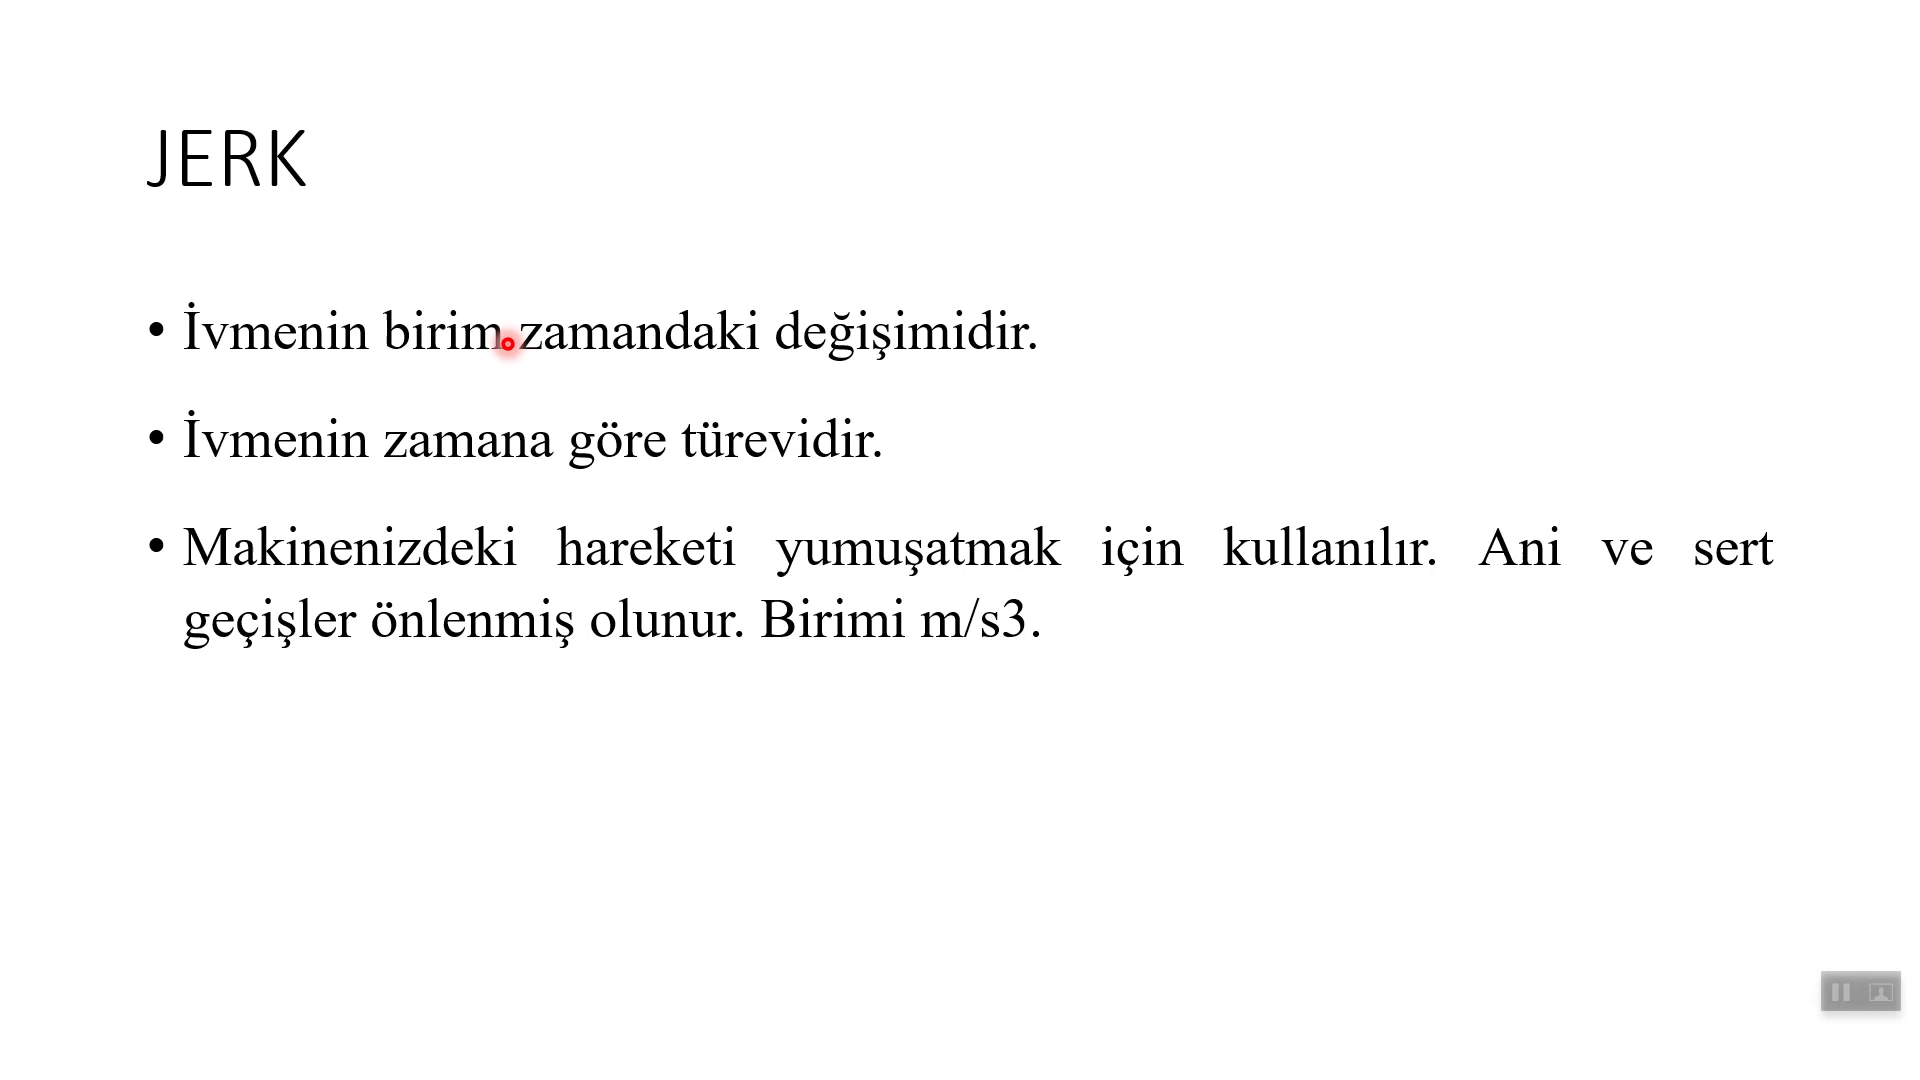 JERK
• İvmenin birim zamandaki değişimidir.
• İvmenin zamana göre türevidir.
• Makinenizdeki hareketi yumuşatmak için kullanılır. Ani ve sert
geçişler önlenmiş olunur. Birimi m/s3.